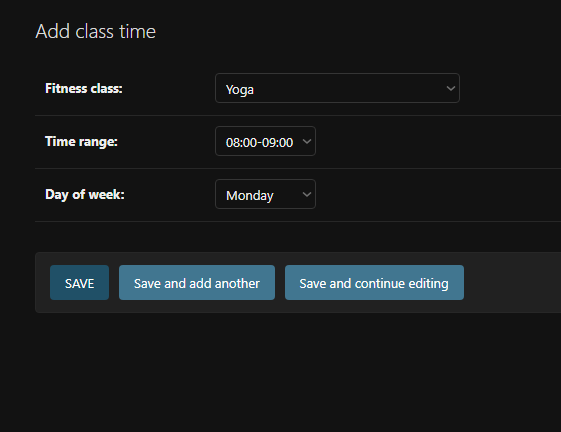 Add class time
Fitness class: Yoga
Time range: 08:00-09:00
Day of week: Monday
SAVE Save and add another Save and continue editing